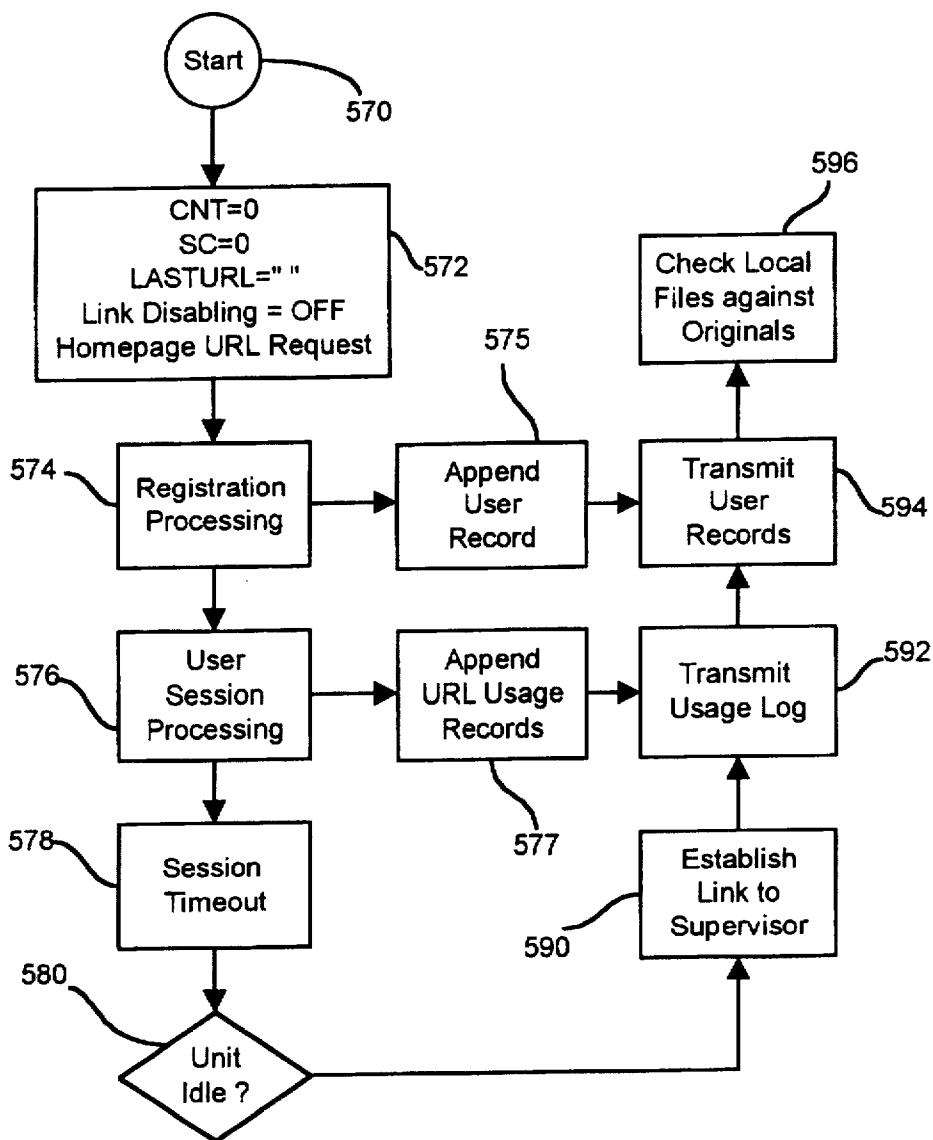 Start
570
CNT=0
SC=0
LASTURL=" "
Link Disabling = OFF
Homepage URL Request
572
596
Check Local
Files against
Originals
574
Registration
Processing
575
Append
User
Record
Transmit
User
Records
594
576
User
Session
Processing
Append
URL Usage
Records
577
Transmit
Usage Log
592
578
Session
Timeout
Establish
Link to
Supervisor
590
580
Unit
Idle ?